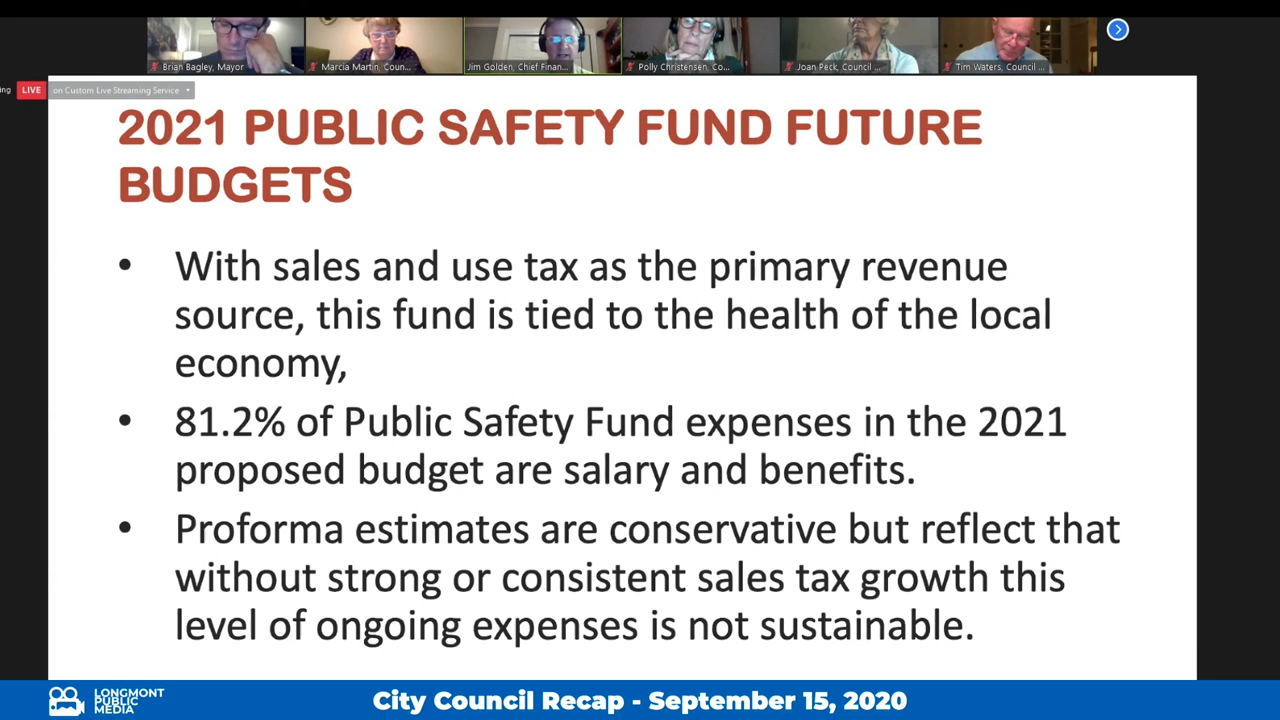 Brian Bagley, Mayor
Marcia Martin, Coun...
Jim Golden, Chief Finan...
Polly Christensen, Co...
Joan Peck, Council ...
Tim Waters, Council ...
ing
LIVE
on Custom Live Streaming Service
2021 PUBLIC SAFETY FUND FUTURE
BUDGETS
• With sales and use tax as the primary revenue
source, this fund is tied to the health of the local
economy,
• 81.2% of Public Safety Fund expenses in the 2021
proposed budget are salary and benefits.
• Proforma estimates are conservative but reflect that
without strong or consistent sales tax growth this
level of ongoing expenses is not sustainable.
LONGMONT
PUBLIC
MEDIA
City Council Recap - September 15, 2020